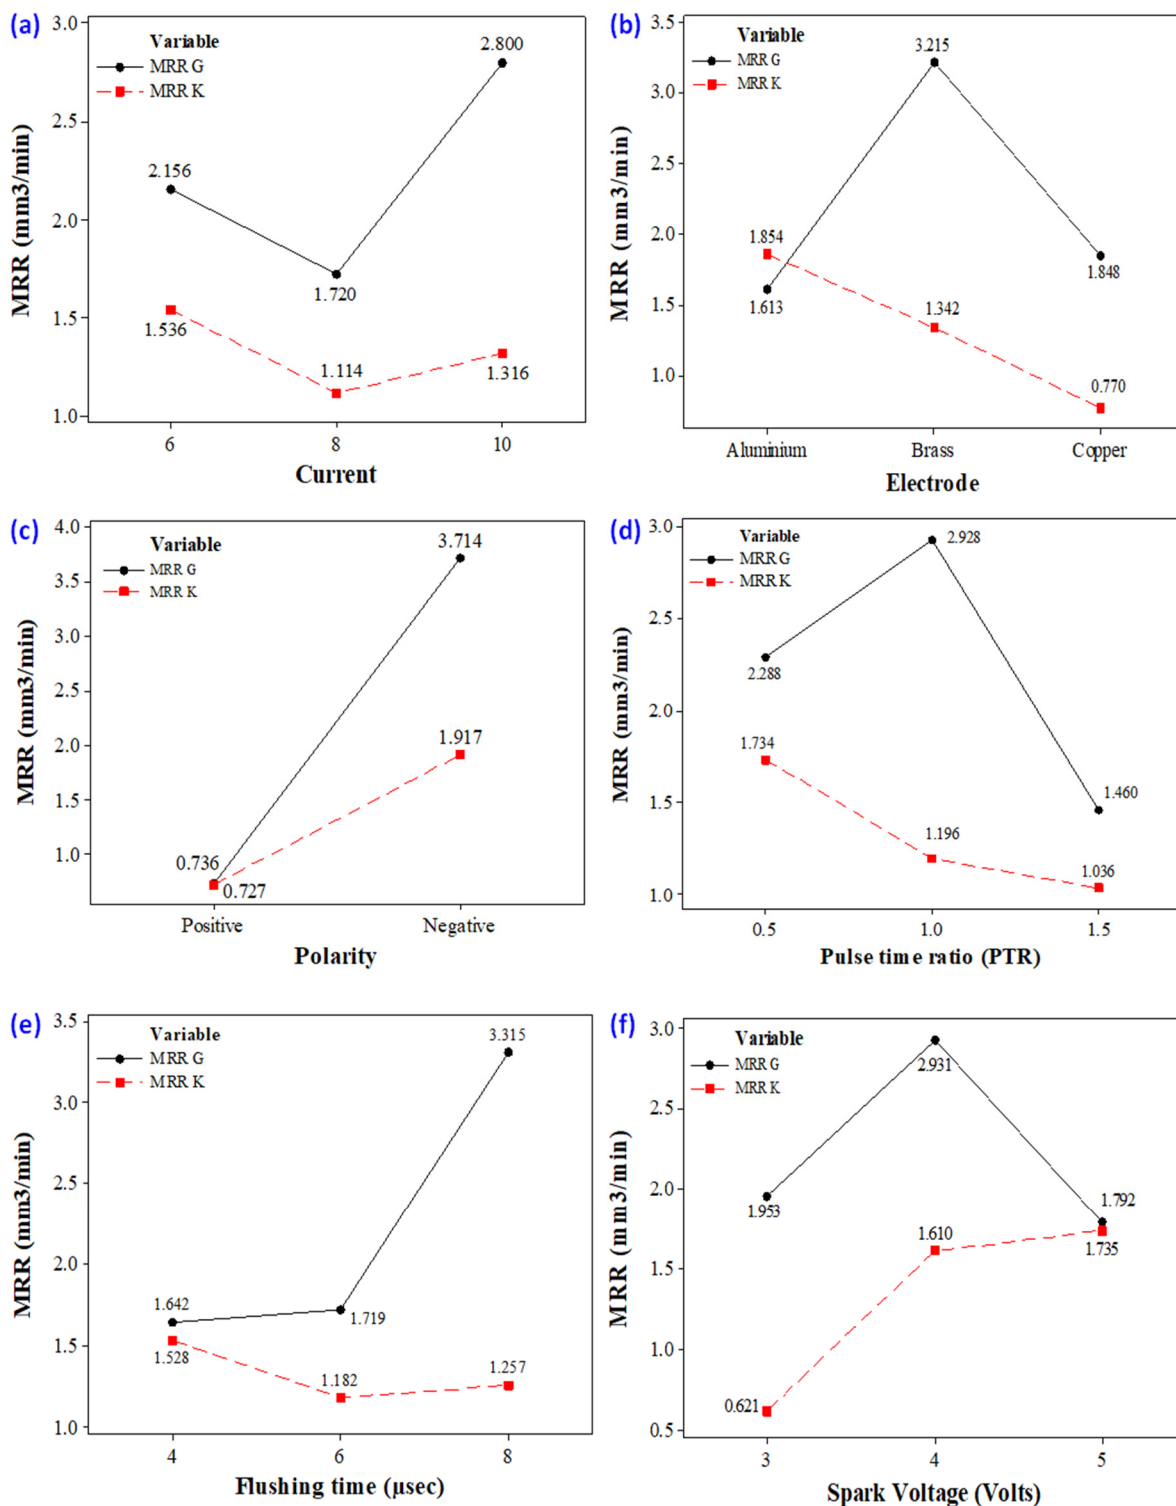 (a)
Variable
MRR G
MRR K
MRR (mm3/min)
3.0
2.5
2.0
1.5
1.0
2.156
1.720
2.800
1.536
1.114
1.316
6 8 10
Current
(b)
Variable
MRR G
MRR K
MRR (mm3/min)
3.5
3.0
2.5
2.0
1.5
1.0
3.215
1.854
1.613
1.848
1.342
0.770
Aluminium Brass Copper
Electrode
(c)
Variable
MRR G
MRR K
MRR (mm3/min)
4.0
3.5
3.0
2.5
2.0
1.5
1.0
3.714
1.917
0.736
0.727
Positive Negative
Polarity
(d)
Variable
MRR G
MRR K
MRR (mm3/min)
3.0
2.5
2.0
1.5
1.0
2.928
2.288
1.734
1.460
1.196
1.036
0.5 1.0 1.5
Pulse time ratio (PTR)
(e)
Variable
MRR G
MRR K
MRR (mm3/min)
3.5
3.0
2.5
2.0
1.5
1.0
3.315
1.642
1.719
1.528
1.182
1.257
4 6 8
Flushing time (µsec)
(f)
Variable
MRR G
MRR K
MRR (mm3/min)
3.0
2.5
2.0
1.5
1.0
0.5
2.931
1.953
1.792
1.610
1.735
0.621
3 4 5
Spark Voltage (Volts)